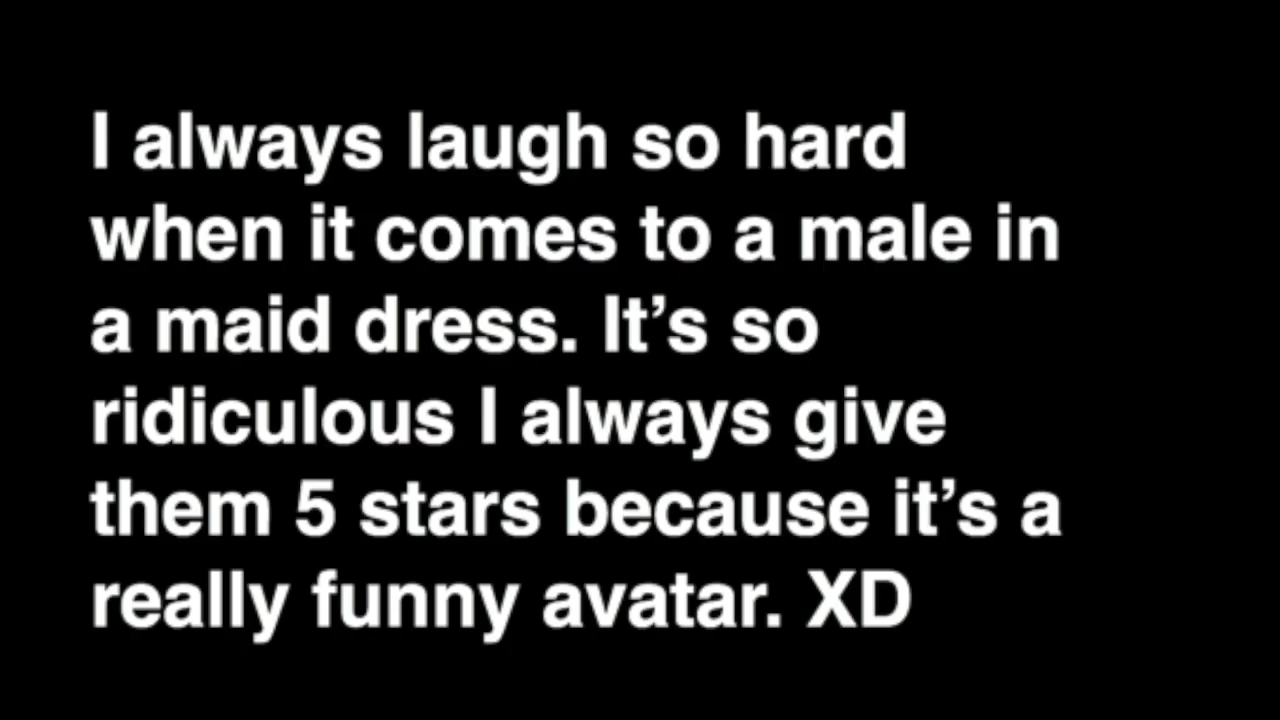 I always laugh so hard
when it comes to a male in
a maid dress. It’s so
ridiculous I always give
them 5 stars because it’s a
really funny avatar. XD